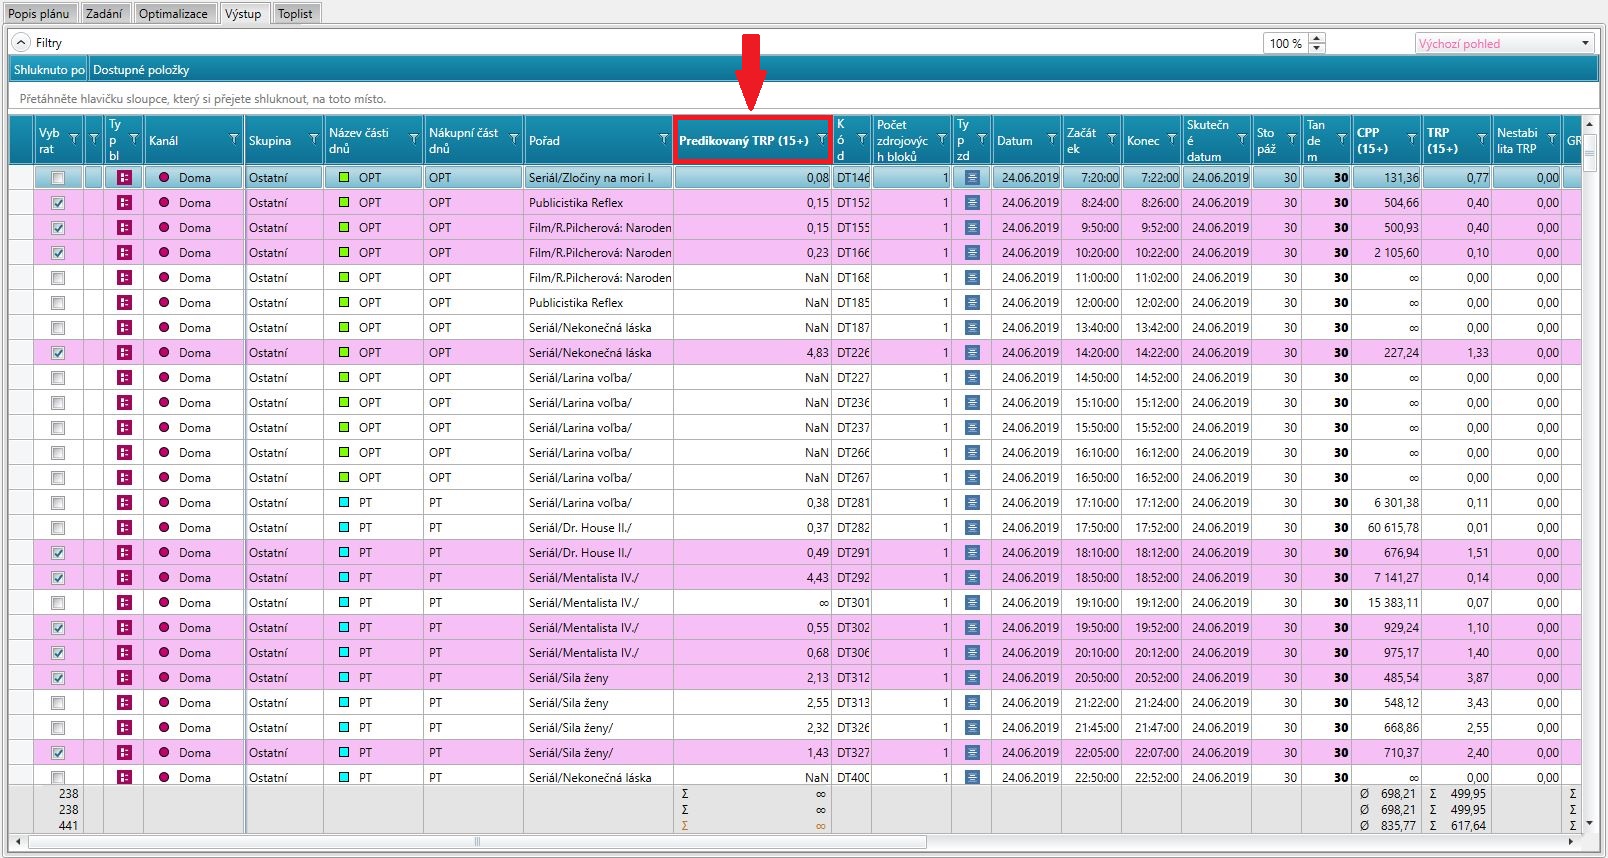 Popis plánu Zadání Optimalizace Výstup Toplist
Filtry 100 % Výchozí pohled
Shluknuto po Dostupné položky
Přetáhněte hlavičku sloupce, který si přejete shluknout, na toto místo.
Vyb rat Ty p bl Kanál Skupina Název části dnů Nákupní část dnů Pořad Predikovaný TRP (15+) K ó d Počet zdrojovýc h bloků Ty p zd Datum Začát ek Konec Skutečn é datum Sto páž Tan de m CPP (15+) TRP (15+) Nestabi lita TRP GR
Doma Ostatní OPT OPT Seriál/Zločiny na mori I. 0,08 DT146 1 24.06.2019 7:20:00 7:22:00 24.06.2019 30 30 131,36 0,77 0,00
Doma Ostatní OPT OPT Publicistika Reflex 0,15 DT152 1 24.06.2019 8:24:00 8:26:00 24.06.2019 30 30 504,66 0,40 0,00
Doma Ostatní OPT OPT Film/R.Pilcherová: Naroden 0,15 DT155 1 24.06.2019 9:50:00 9:52:00 24.06.2019 30 30 500,93 0,40 0,00
Doma Ostatní OPT OPT Film/R.Pilcherová: Naroden 0,23 DT166 1 24.06.2019 10:20:00 10:22:00 24.06.2019 30 30 2 105,60 0,10 0,00
Doma Ostatní OPT OPT Film/R.Pilcherová: Naroden NaN DT168 1 24.06.2019 11:00:00 11:02:00 24.06.2019 30 30 ∞ 0,00 0,00
Doma Ostatní OPT OPT Publicistika Reflex NaN DT185 1 24.06.2019 12:00:00 12:02:00 24.06.2019 30 30 ∞ 0,00 0,00
Doma Ostatní OPT OPT Seriál/Nekonečná láska NaN DT187 1 24.06.2019 13:40:00 13:42:00 24.06.2019 30 30 ∞ 0,00 0,00
Doma Ostatní OPT OPT Seriál/Nekonečná láska 4,83 DT226 1 24.06.2019 14:20:00 14:22:00 24.06.2019 30 30 227,24 1,33 0,00
Doma Ostatní OPT OPT Seriál/Larina voľba/ NaN DT227 1 24.06.2019 14:50:00 14:52:00 24.06.2019 30 30 ∞ 0,00 0,00
Doma Ostatní OPT OPT Seriál/Larina voľba/ NaN DT236 1 24.06.2019 15:10:00 15:12:00 24.06.2019 30 30 ∞ 0,00 0,00
Doma Ostatní OPT OPT Seriál/Larina voľba/ NaN DT237 1 24.06.2019 15:50:00 15:52:00 24.06.2019 30 30 ∞ 0,00 0,00
Doma Ostatní OPT OPT Seriál/Larina voľba/ NaN DT266 1 24.06.2019 16:10:00 16:12:00 24.06.2019 30 30 ∞ 0,00 0,00
Doma Ostatní OPT OPT Seriál/Larina voľba/ NaN DT267 1 24.06.2019 16:50:00 16:52:00 24.06.2019 30 30 ∞ 0,00 0,00
Doma Ostatní PT PT Seriál/Larina voľba/ 0,38 DT281 1 24.06.2019 17:10:00 17:12:00 24.06.2019 30 30 6 301,38 0,11 0,00
Doma Ostatní PT PT Seriál/Dr. House II./ 0,37 DT282 1 24.06.2019 17:50:00 17:52:00 24.06.2019 30 30 60 615,78 0,01 0,00
Doma Ostatní PT PT Seriál/Dr. House II./ 0,49 DT291 1 24.06.2019 18:10:00 18:12:00 24.06.2019 30 30 676,94 1,51 0,00
Doma Ostatní PT PT Seriál/Mentalista IV./ 4,43 DT292 1 24.06.2019 18:50:00 18:52:00 24.06.2019 30 30 7 141,27 0,14 0,00
Doma Ostatní PT PT Seriál/Mentalista IV./ ∞ DT301 1 24.06.2019 19:10:00 19:12:00 24.06.2019 30 30 15 383,11 0,07 0,00
Doma Ostatní PT PT Seriál/Mentalista IV./ 0,55 DT302 1 24.06.2019 19:50:00 19:52:00 24.06.2019 30 30 929,24 1,10 0,00
Doma Ostatní PT PT Seriál/Mentalista IV./ 0,68 DT306 1 24.06.2019 20:10:00 20:12:00 24.06.2019 30 30 975,17 1,40 0,00
Doma Ostatní PT PT Seriál/Sila ženy 2,13 DT312 1 24.06.2019 20:50:00 20:52:00 24.06.2019 30 30 485,54 3,87 0,00
Doma Ostatní PT PT Seriál/Sila ženy 2,55 DT313 1 24.06.2019 21:22:00 21:24:00 24.06.2019 30 30 548,12 3,43 0,00
Doma Ostatní PT PT Seriál/Sila ženy/ 2,32 DT326 1 24.06.2019 21:45:00 21:47:00 24.06.2019 30 30 668,86 2,55 0,00
Doma Ostatní PT PT Seriál/Sila ženy/ 1,43 DT327 1 24.06.2019 22:05:00 22:07:00 24.06.2019 30 30 710,37 2,40 0,00
Doma Ostatní PT PT Seriál/Nekonečná láska NaN DT400 1 24.06.2019 22:50:00 22:52:00 24.06.2019 30 30 ∞ 0,00 0,00
238 Σ ∞ Ø 698,21 Σ 499,95 Σ
238 Σ ∞ Ø 698,21 Σ 499,95 Σ
441 Σ ∞ Ø 835,77 Σ 617,64 Σ